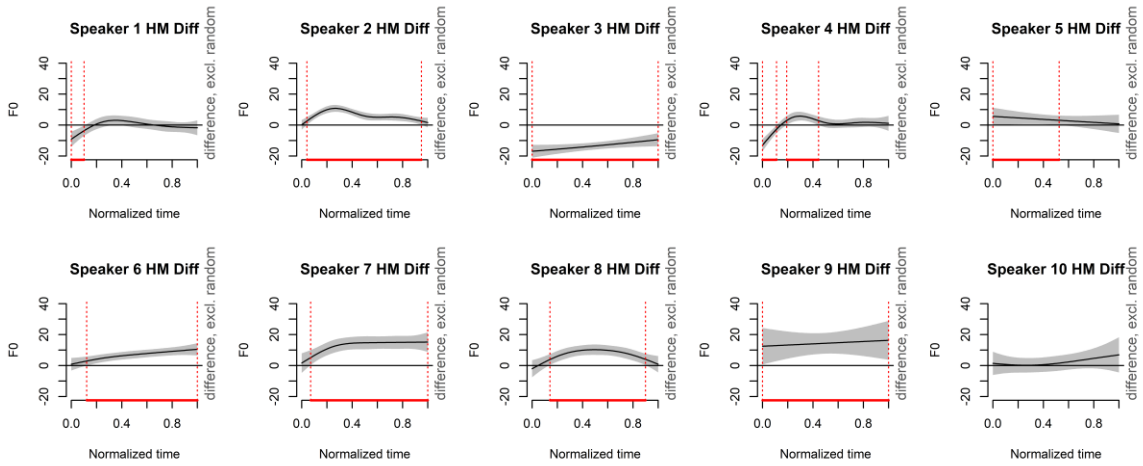 Speaker 1 HM Diff
F0
-20 0 20 40
0.0 0.4 0.8
Normalized time
difference, excl. random
Speaker 2 HM Diff
F0
-20 0 20 40
0.0 0.4 0.8
Normalized time
difference, excl. random
Speaker 3 HM Diff
F0
-20 0 20 40
0.0 0.4 0.8
Normalized time
difference, excl. random
Speaker 4 HM Diff
F0
-20 0 20 40
0.0 0.4 0.8
Normalized time
difference, excl. random
Speaker 5 HM Diff
F0
-20 0 20 40
0.0 0.4 0.8
Normalized time
difference, excl. random
Speaker 6 HM Diff
F0
-20 0 20 40
0.0 0.4 0.8
Normalized time
difference, excl. random
Speaker 7 HM Diff
F0
-20 0 20 40
0.0 0.4 0.8
Normalized time
difference, excl. random
Speaker 8 HM Diff
F0
-20 0 20 40
0.0 0.4 0.8
Normalized time
difference, excl. random
Speaker 9 HM Diff
F0
-20 0 20 40
0.0 0.4 0.8
Normalized time
difference, excl. random
Speaker 10 HM Diff
F0
-20 0 20 40
0.0 0.4 0.8
Normalized time
difference, excl. random